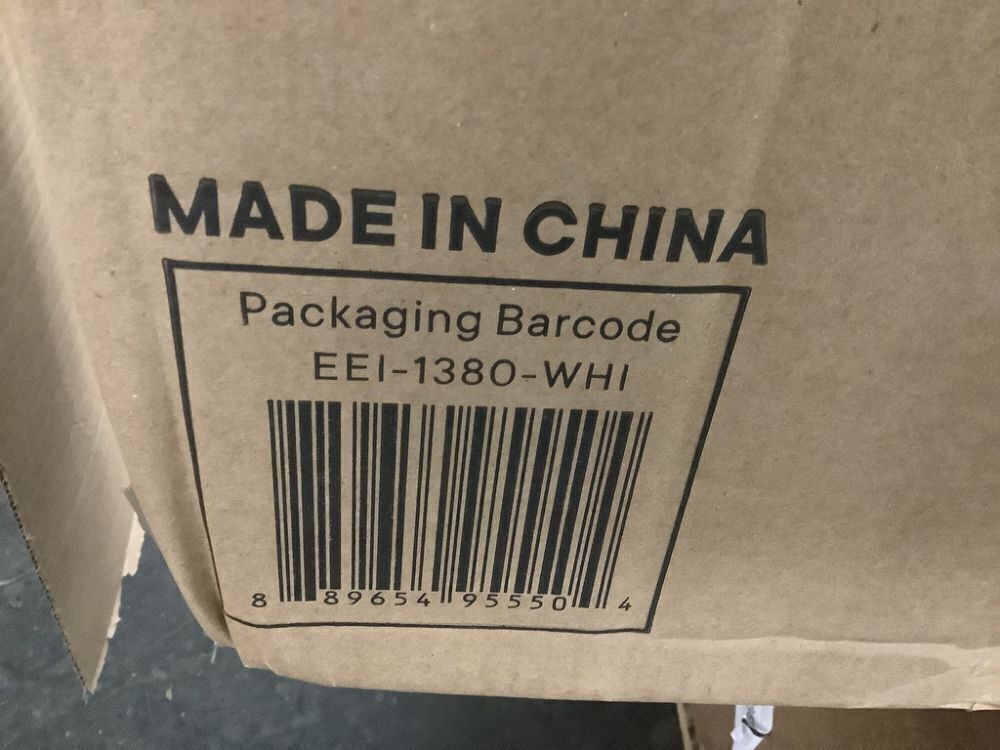 MADE IN CHINA
Packaging Barcode
EEI-1380-WHI
8 89654 95550 4